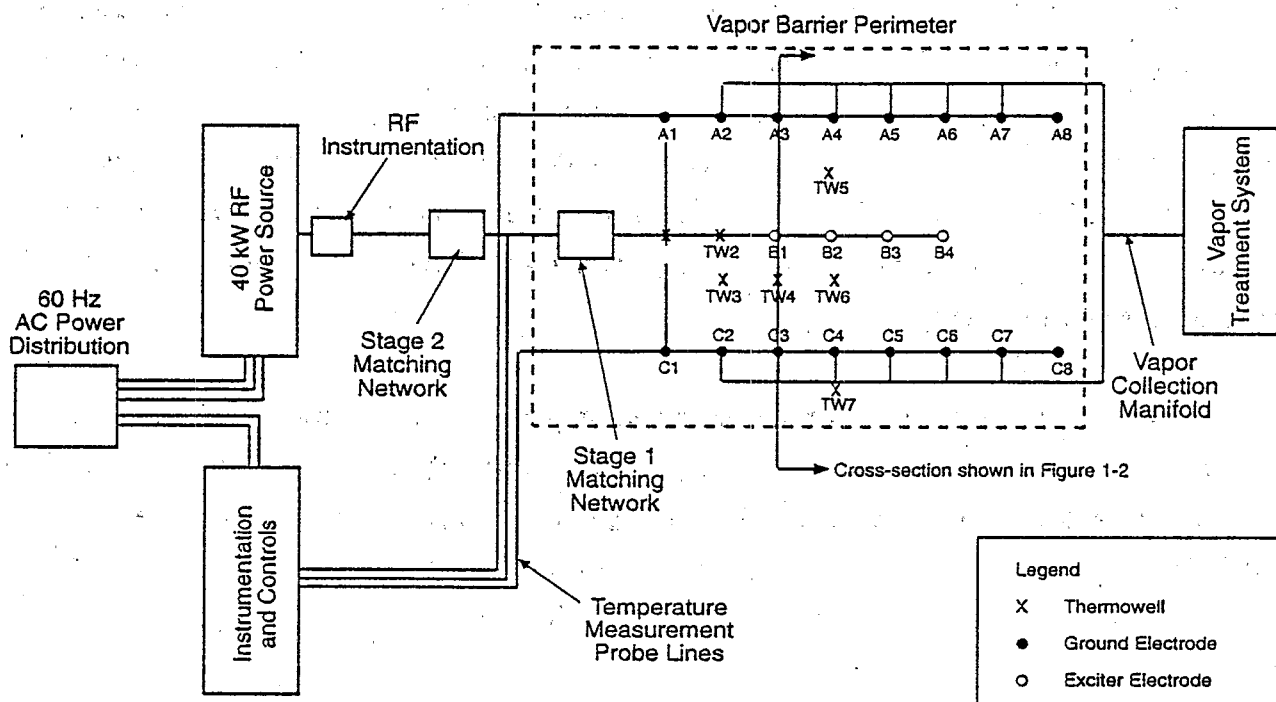 Vapor Barrier Perimeter
RF
Instrumentation
40 kW RF
Power Source
60 Hz
AC Power
Distribution
Stage 2
Matching
Network
Stage 1
Matching
Network
Instrumentation
and Controls
Temperature
Measurement
Probe Lines
A1 A2 A3 A4 A5 A6 A7 A8
TW5
TW2 B1 B2 B3 B4
TW3 TW4 TW6
C2 C3 C4 C5 C6 C7
C1 C8
TW7
Vapor
Treatment System
Vapor
Collection
Manifold
Cross-section shown in Figure 1-2
Legend
X Thermowell
● Ground Electrode
○ Exciter Electrode